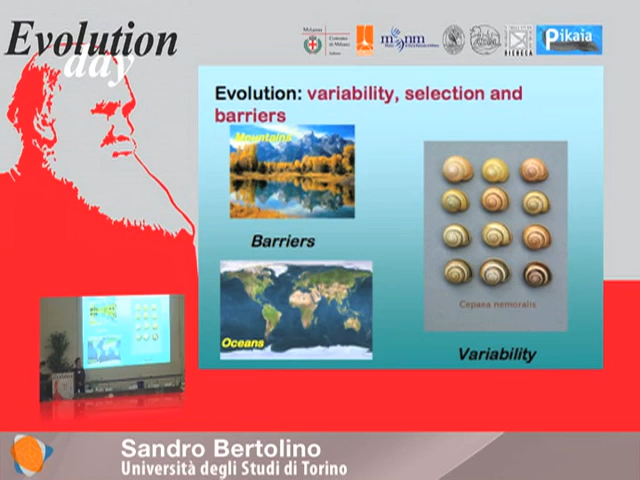 Evolution
day
Pikaia
Evolution: variability, selection and
barriers
Mountains
Barriers
Oceans
Cepaea nemoralis
Variability
Sandro Bertolino
Università degli Studi di Torino